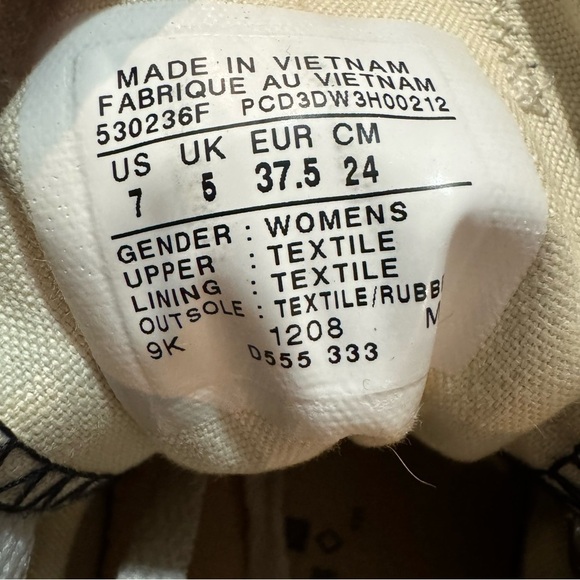 MADE IN VIETNAM
FABRIQUE AU VIETNAM
530236F PCD3DW3H00212
US UK EUR CM
7 5 37.5 24
GENDER : WOMENS
UPPER : TEXTILE
LINING : TEXTILE
OUTSOLE : TEXTILE/RUBB
9K 1208 M
D555 333